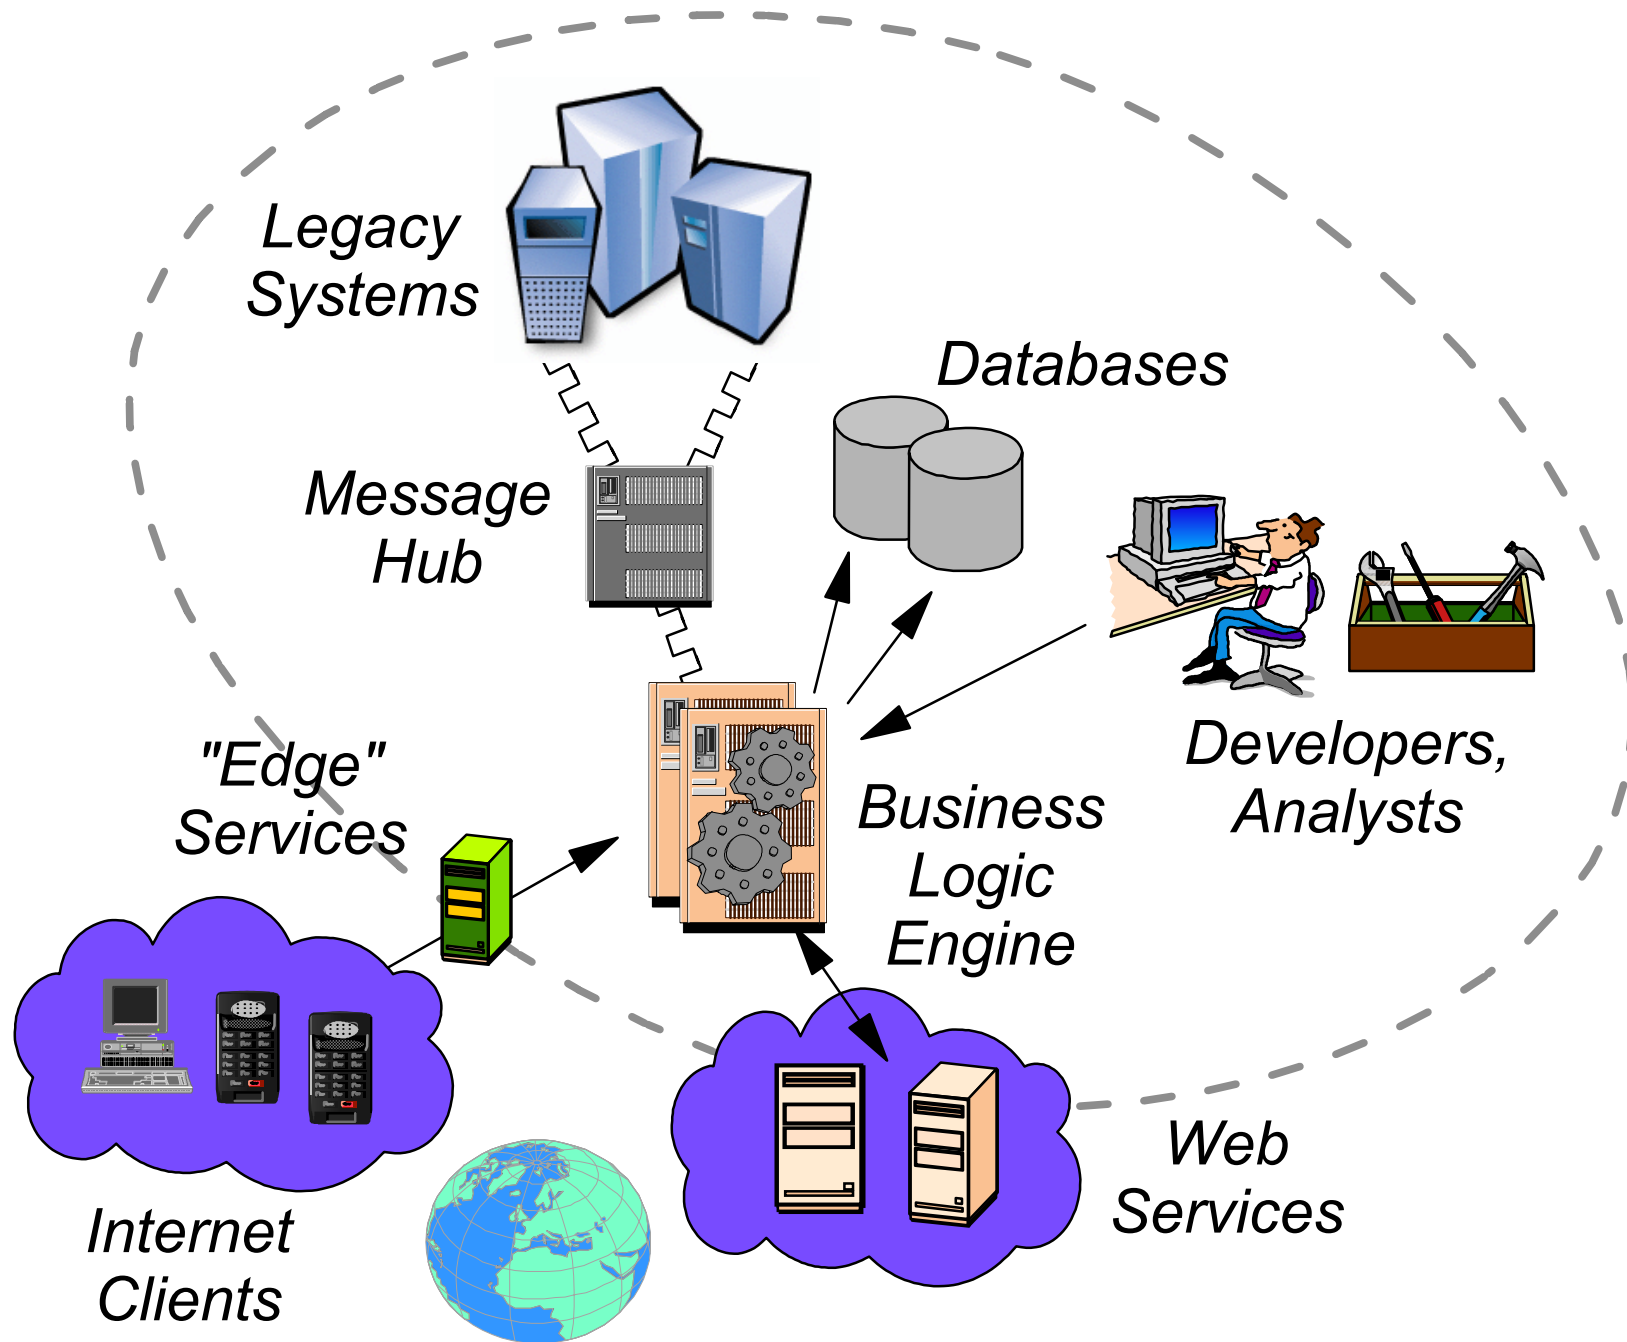 Legacy
Systems
Databases
Message
Hub
Developers,
Analysts
"Edge"
Services
Business
Logic
Engine
Web
Services
Internet
Clients